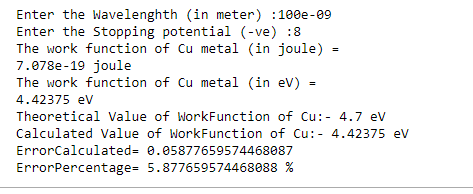 Enter the Wavelenghth (in meter) :100e-09
Enter the Stopping potential (-ve) :8
The work function of Cu metal (in joule) =
7.078e-19 joule
The work function of Cu metal (in eV) =
4.42375 eV
Theoretical Value of WorkFunction of Cu:- 4.7 eV
Calculated Value of WorkFunction of Cu:- 4.42375 eV
ErrorCalculated= 0.05877659574468087
ErrorPercentage= 5.877659574468088 %